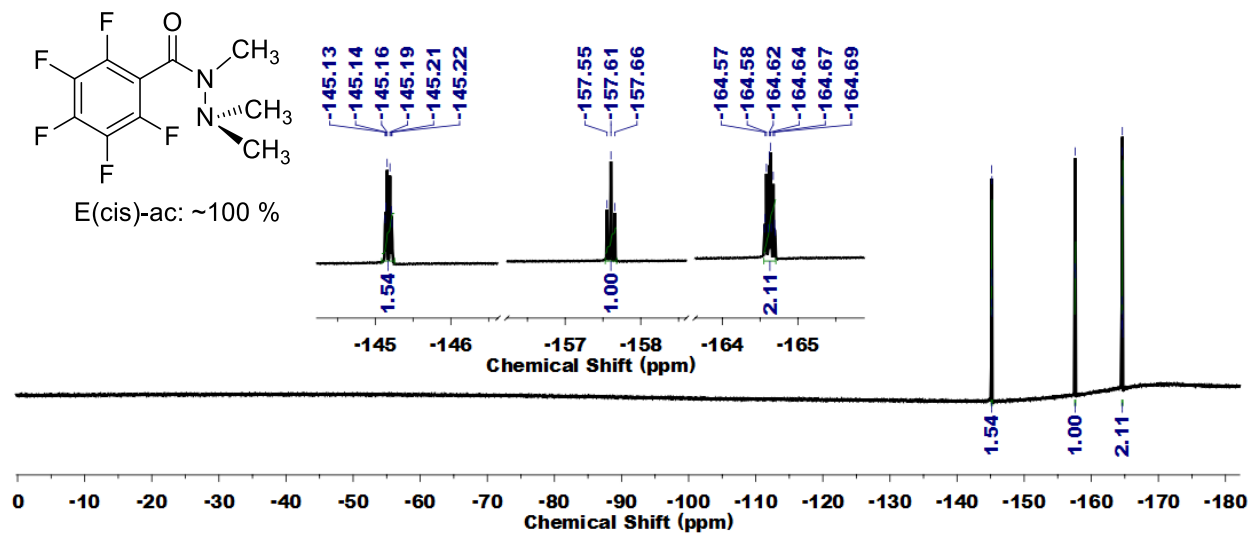 O
F
F
CH3
N
N
CH3
CH3
F
F
F
E(cis)-ac: ~100 %
-145.13
-145.14
-145.16
-145.19
-145.21
-145.22
-157.55
-157.61
-157.66
-164.57
-164.58
-164.62
-164.64
-164.67
-164.69
1.54
1.00
2.11
-145 -146 -157 -158 -164 -165
Chemical Shift (ppm)
1.54
1.00
2.11
0 -10 -20 -30 -40 -50 -60 -70 -80 -90 -100 -110 -120 -130 -140 -150 -160 -170 -180
Chemical Shift (ppm)